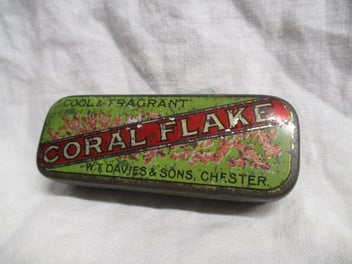 COOL & FRAGRANT
CORAL FLAKE
W.T. DAVIES & SONS, CHESTER.